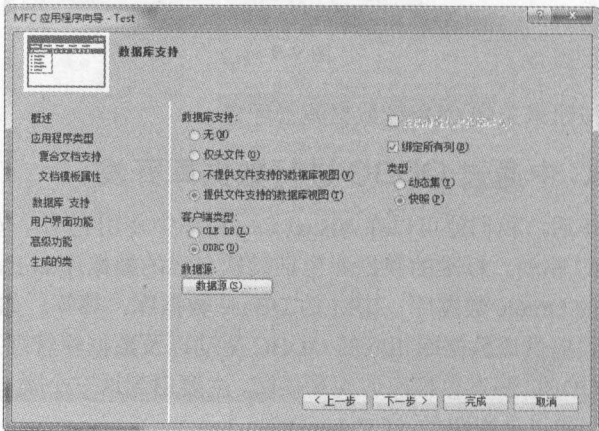 MFC 应用程序向导 - Test
数据库支持
概述
应用程序类型
复合文档支持
文档模板属性
数据库 支持
用户界面功能
高级功能
生成的类
数据库支持:
无(N)
仅头文件(O)
不提供文件支持的数据库视图(I)
提供文件支持的数据库视图(T)
客户端类型:
OLE DB(L)
ODBC(D)
数据源:
数据源(S)...
绑定所有列(B)
类型:
动态集(Y)
快照(P)
< 上一步
下一步 >
完成
取消